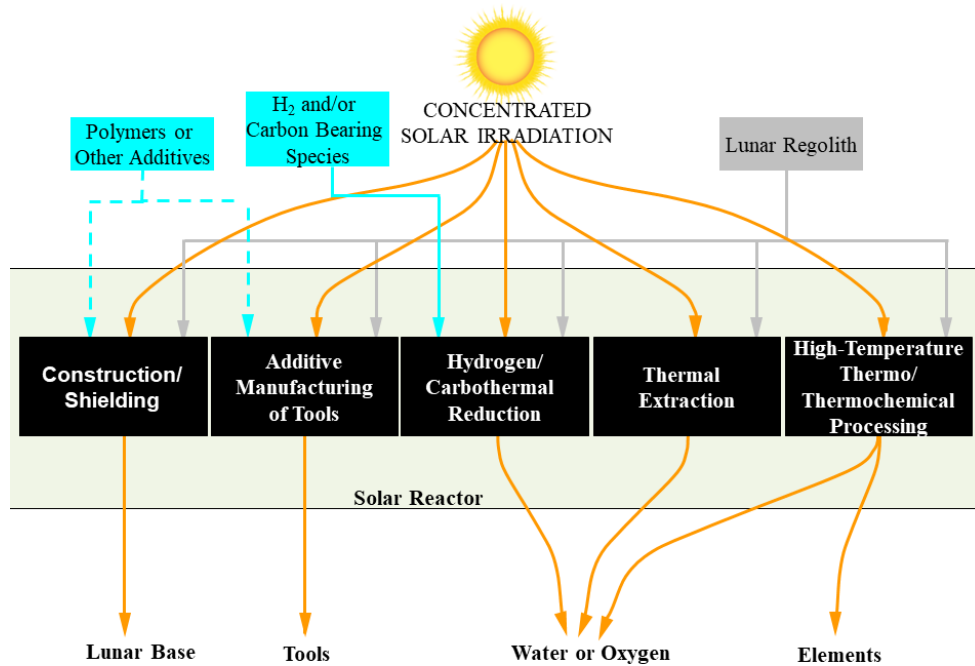 CONCENTRATED
SOLAR IRRADIATION
Polymers or
Other Additives
H₂ and/or
Carbon Bearing
Species
Lunar Regolith
Construction/
Shielding
Additive
Manufacturing
of Tools
Hydrogen/
Carbothermal
Reduction
Thermal
Extraction
High-Temperature
Thermo/
Thermochemical
Processing
Solar Reactor
Lunar Base
Tools
Water or Oxygen
Elements